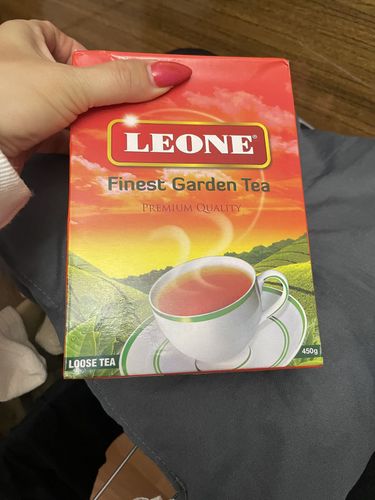 LEONE®
Finest Garden Tea
PREMIUM QUALITY
LOOSE TEA
450g